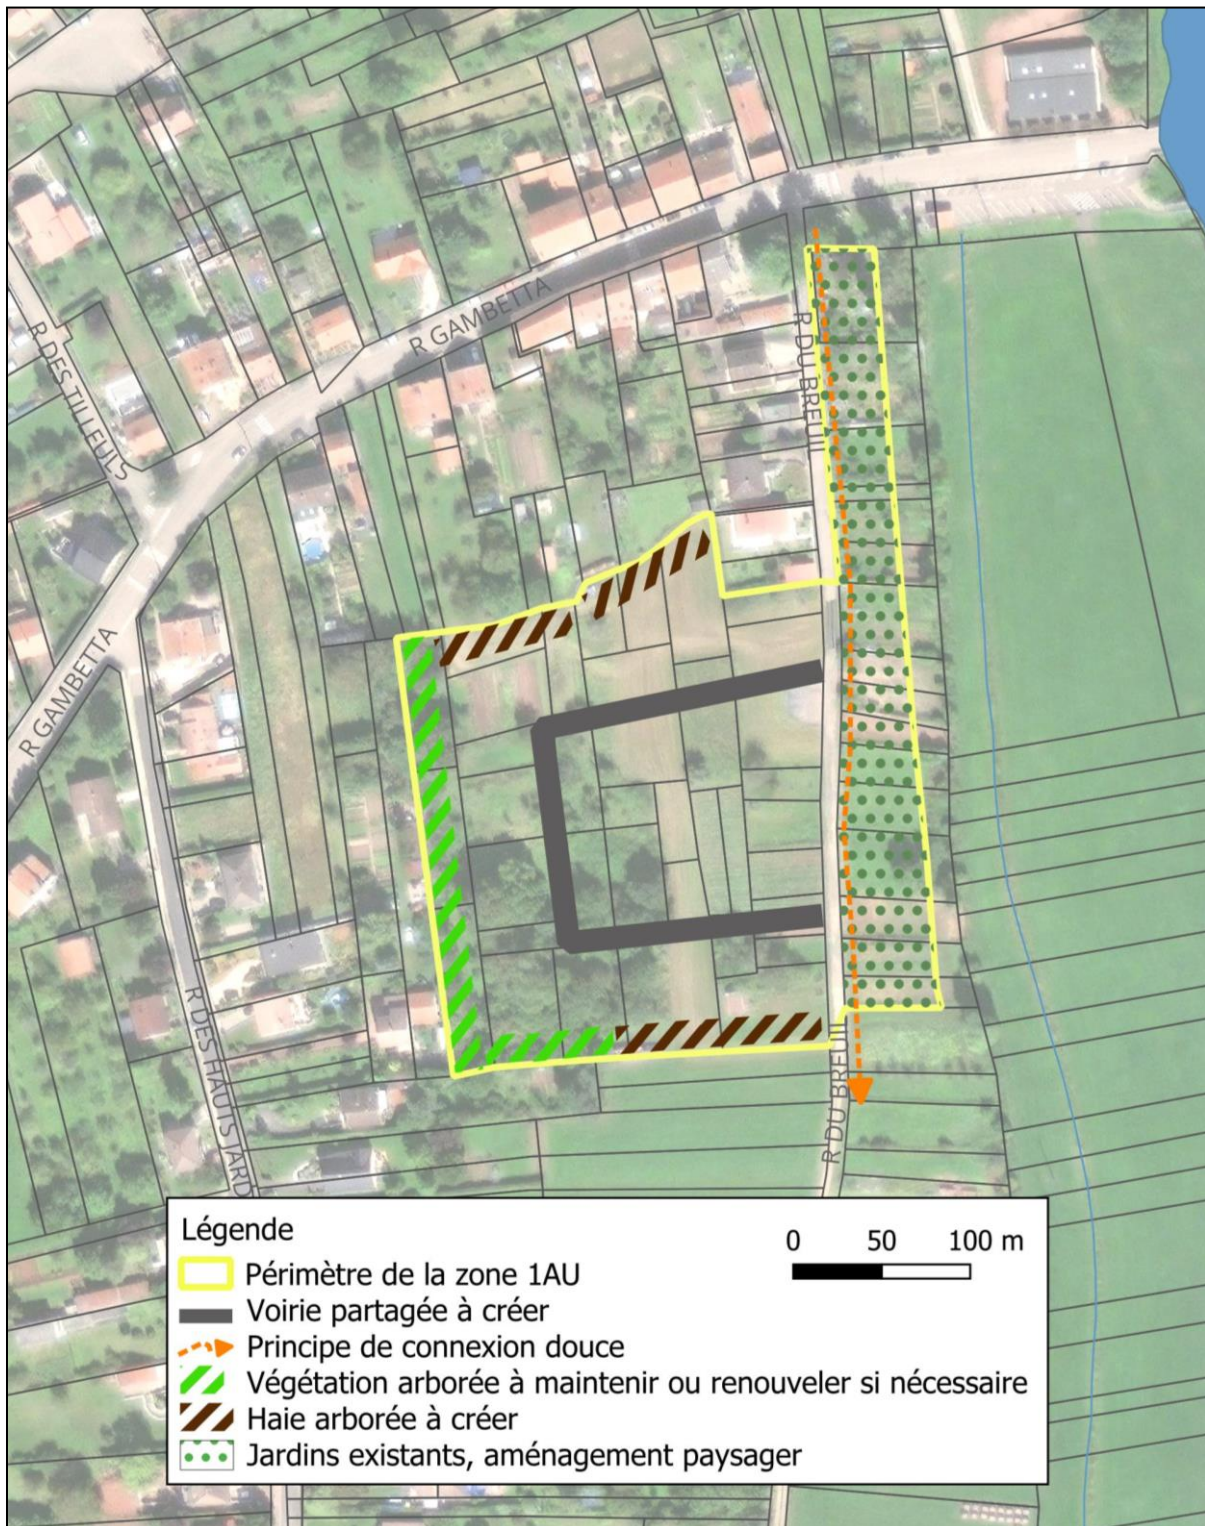 R GAMBETTA
R DES TILLEULS
R DU BREUIL
R GAMBETTA
R DES HAUTS JARD
R DU BREUIL
Légende
0 50 100 m
Périmètre de la zone 1AU
Voirie partagée à créer
Principe de connexion douce
Végétation arborée à maintenir ou renouveler si nécessaire
Haie arborée à créer
Jardins existants, aménagement paysager